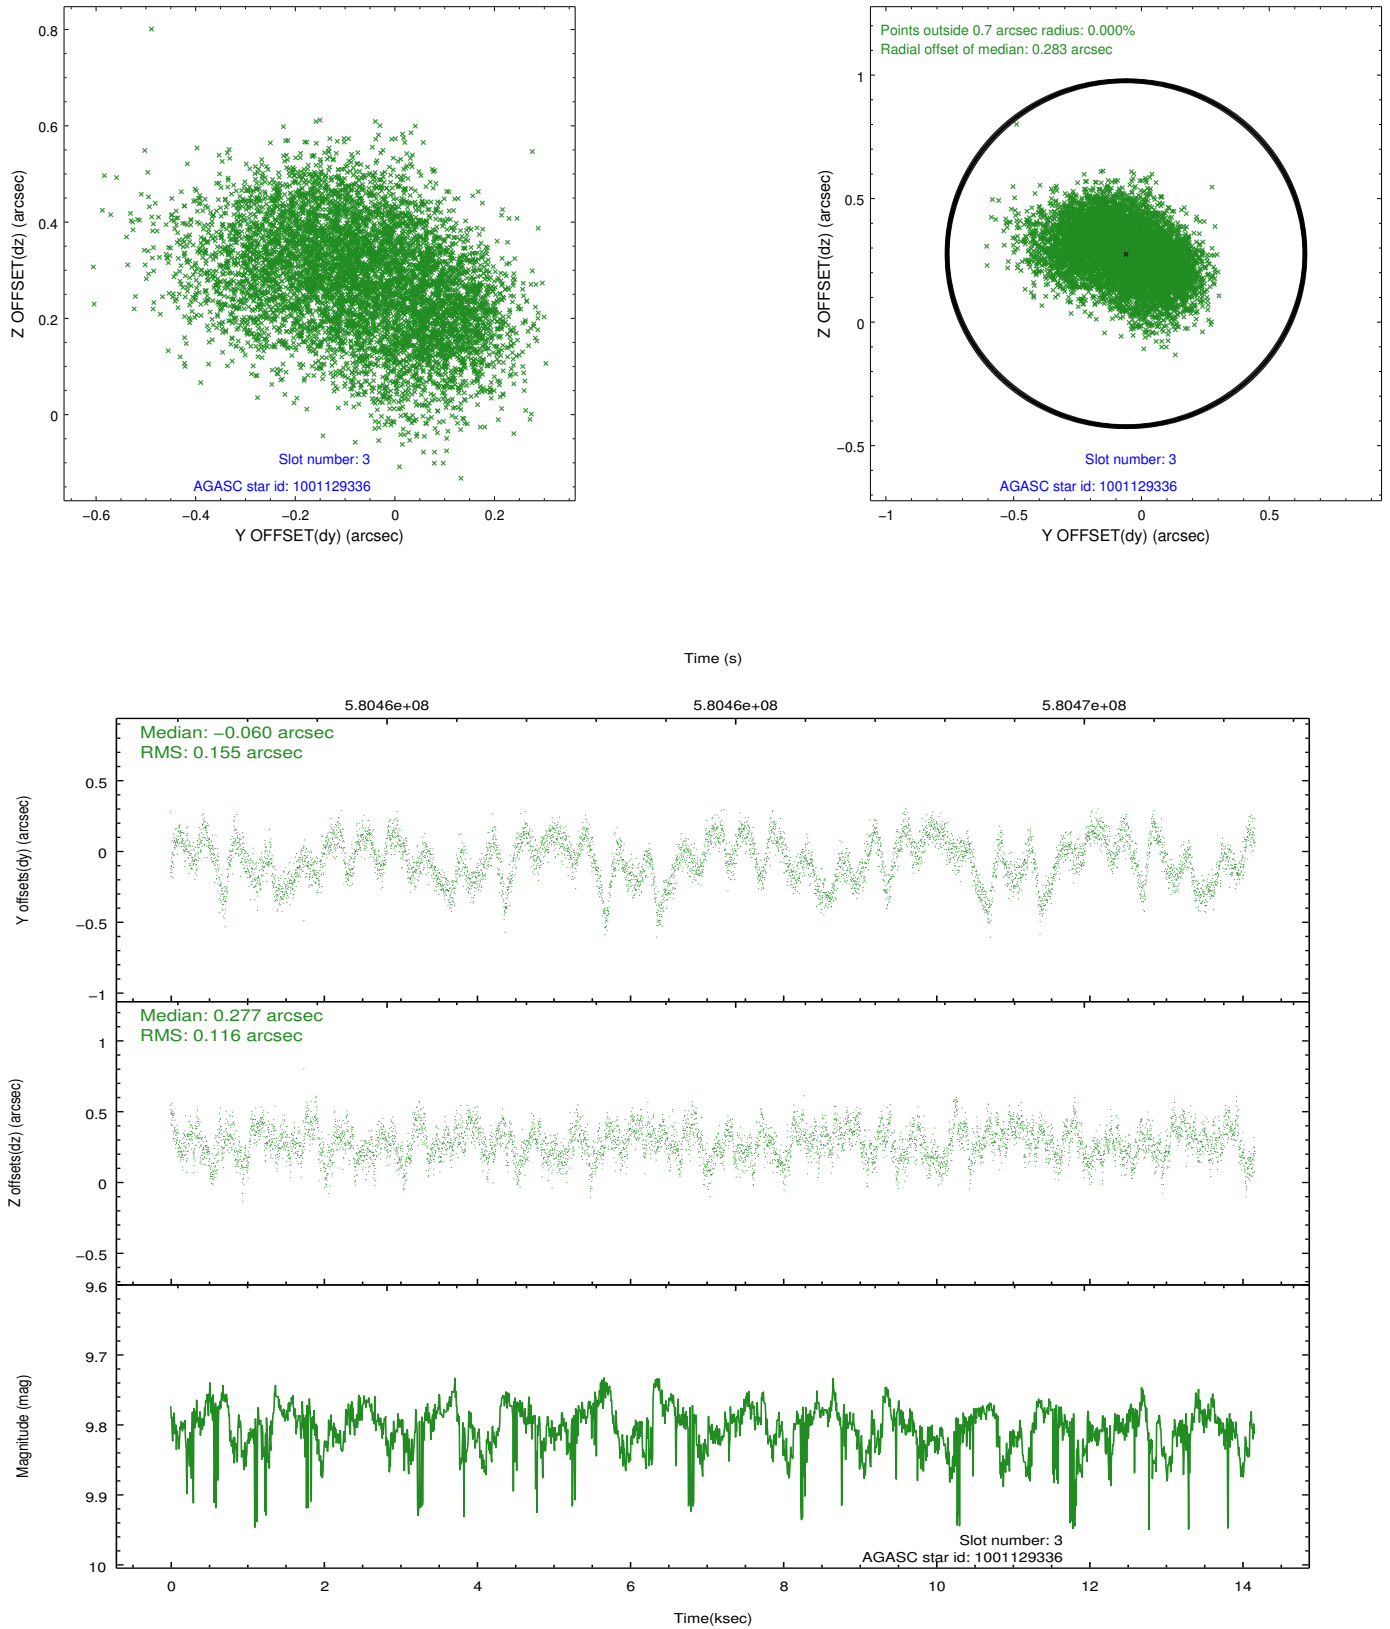 0.8
0.6
0.4
0.2
0
Z OFFSET(dz) (arcsec)
Slot number: 3
AGASC star id: 1001129336
−0.6 −0.4 −0.2 0 0.2
Y OFFSET(dy) (arcsec)
Points outside 0.7 arcsec radius: 0.000%
Radial offset of median: 0.283 arcsec
1
0.5
0
−0.5
Z OFFSET(dz) (arcsec)
Slot number: 3
AGASC star id: 1001129336
−1 −0.5 0 0.5
Y OFFSET(dy) (arcsec)
Time (s)
5.8046e+08 5.8046e+08 5.8047e+08
Median: −0.060 arcsec
RMS: 0.155 arcsec
0.5
0
−0.5
−1
Y offsets(dy) (arcsec)
Median: 0.277 arcsec
RMS: 0.116 arcsec
1
0.5
0
−0.5
Z offsets(dz) (arcsec)
9.6
9.7
9.8
9.9
10
Magnitude (mag)
Slot number: 3
AGASC star id: 1001129336
0 2 4 6 8 10 12 14
Time(ksec)